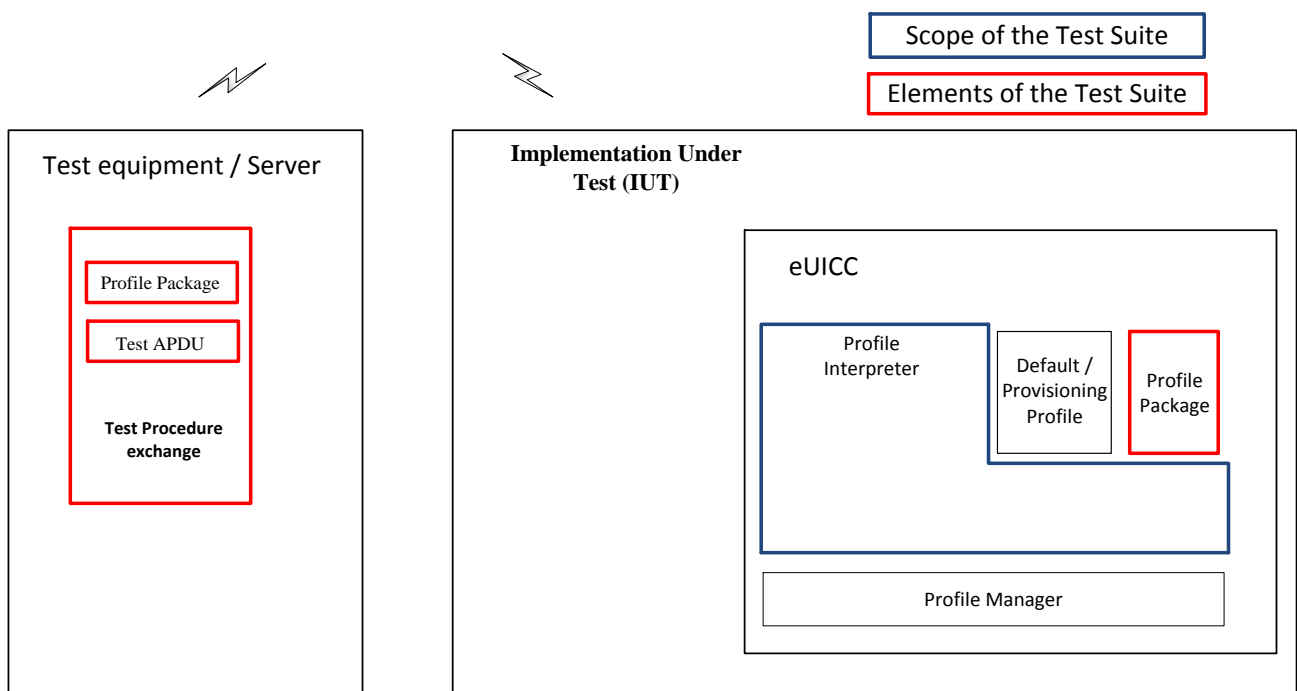 Scope of the Test Suite
Elements of the Test Suite
Test equipment / Server
Profile Package
Test APDU
Test Procedure
exchange
Implementation Under
Test (IUT)
eUICC
Profile
Interpreter
Default /
Provisioning
Profile
Profile
Package
Profile Manager